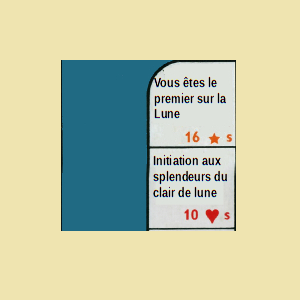 Vous êtes le
premier sur la
Lune
16 ★ s
Initiation aux
splendeurs du
clair de lune
10 ♥ s